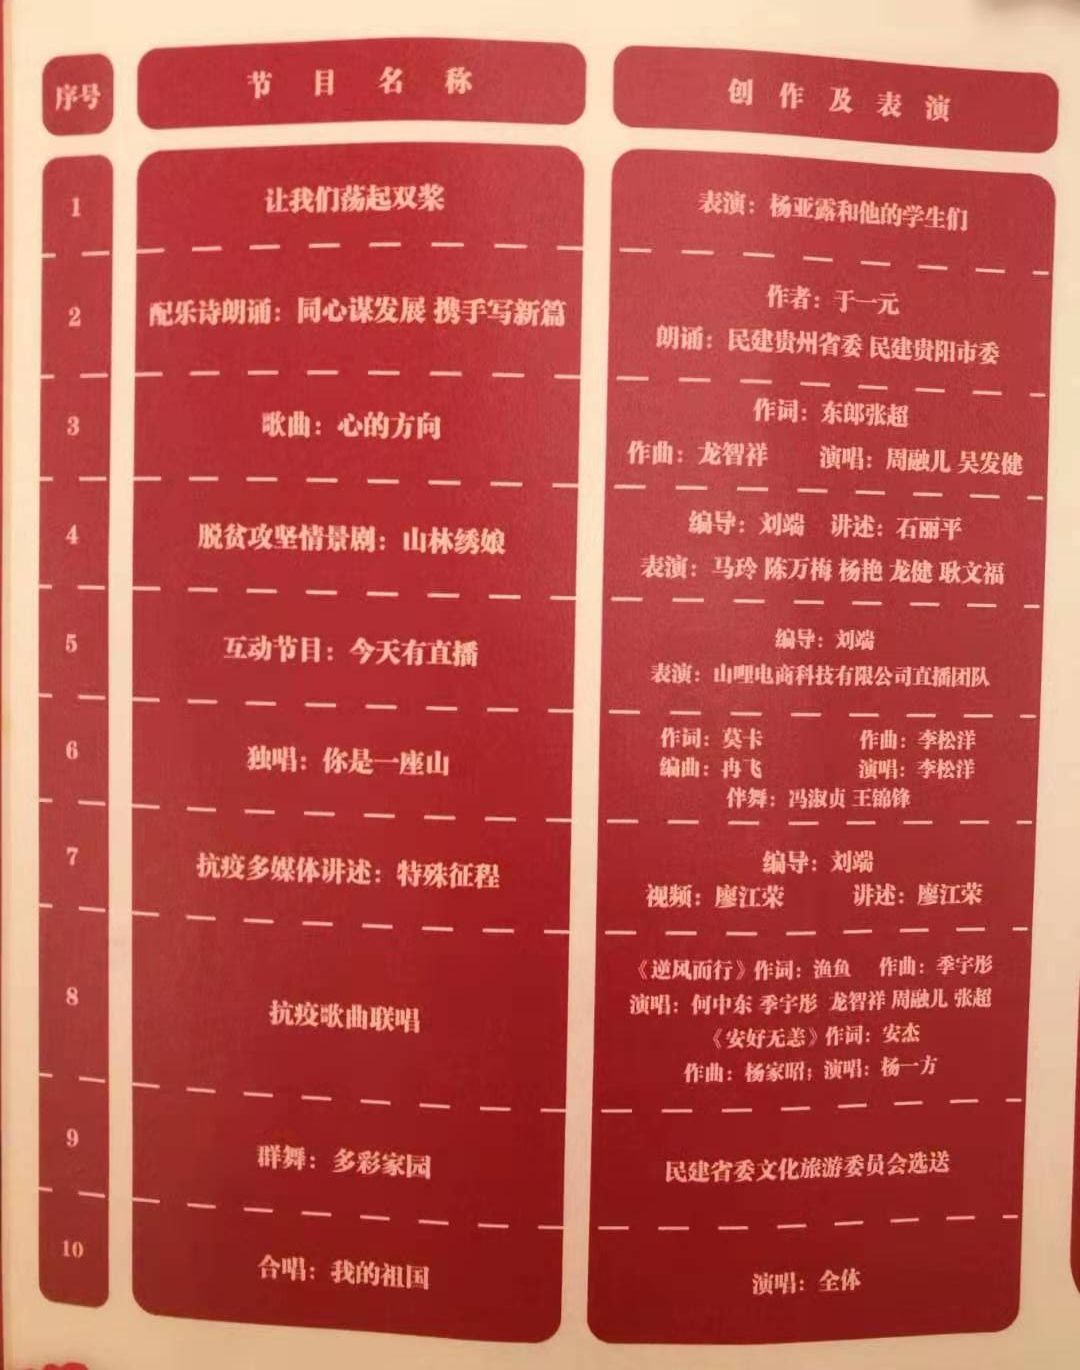 序号 节目名称 创作及表演
1 让我们荡起双桨 表演：杨亚露和他的学生们
2 配乐诗朗诵：同心谋发展 携手写新篇 作者：于一元
朗诵：民建贵州省委 民建贵阳市委
3 歌曲：心的方向 作词：东郎张超
作曲：龙智祥 演唱：周融儿 吴发健
4 脱贫攻坚情景剧：山林绣娘 编导：刘端 讲述：石丽平
表演：马玲 陈万梅 杨艳 龙健 耿文福
5 互动节目：今天有直播 编导：刘端
表演：山哩电商科技有限公司直播团队
6 独唱：你是一座山 作词：莫卡 作曲：李松洋
编曲：冉飞 演唱：李松洋
伴舞：冯淑贞 王锦锋
7 抗疫多媒体讲述：特殊征程 编导：刘端
视频：廖江荣 讲述：廖江荣
8 抗疫歌曲联唱 《逆风而行》作词：渔鱼 作曲：季宇彤
演唱：何中东 季宇彤 龙智祥 周融儿 张超
《安好无恙》作词：安杰
作曲：杨家昭；演唱：杨一方
9 群舞：多彩家园 民建省委文化旅游委员会选送
10 合唱：我的祖国 演唱：全体